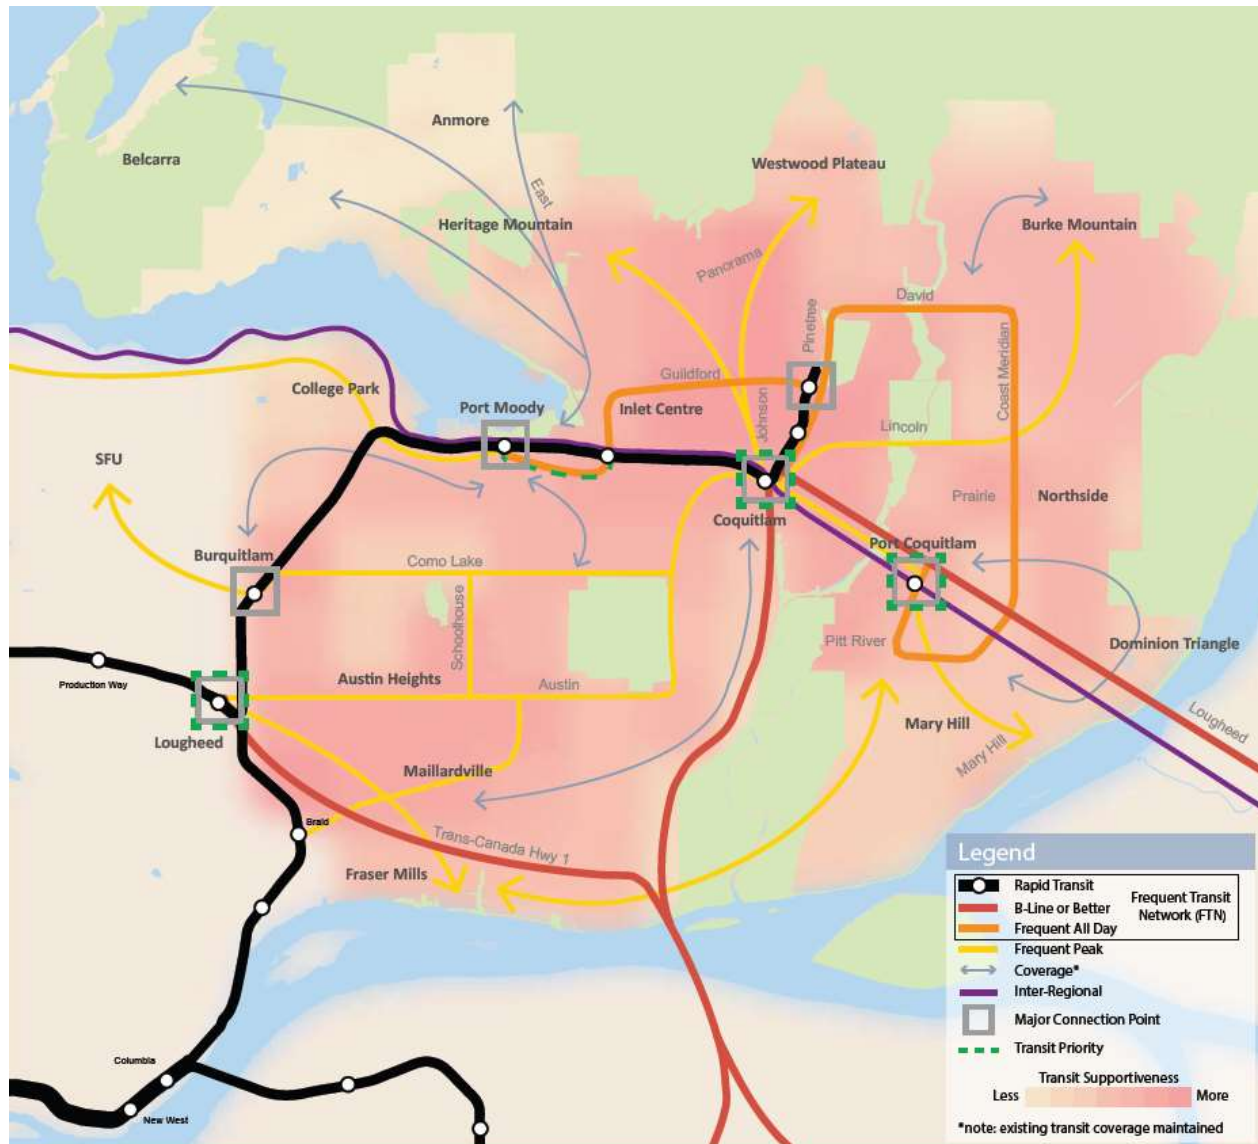 Anmore
Belcarra
East
Westwood Plateau
Heritage Mountain
Burke Mountain
Panorama
David
Pinetree
Coast Meridian
Guildford
College Park
Port Moody
Inlet Centre
Johnson
Lincoln
SFU
Prairie
Northside
Coquitlam
Burquitlam
Port Coquitlam
Como Lake
Schoolhouse
Pitt River
Dominion Triangle
Production Way
Austin Heights
Austin
Lougheed
Mary Hill
Lougheed
Mary Hill
Maillardville
Braid
Trans-Canada Hwy 1
Fraser Mills
Columbia
New West
Legend
Rapid Transit
B-Line or Better
Frequent All Day
Frequent Transit
Network (FTN)
Frequent Peak
Coverage*
Inter-Regional
Major Connection Point
Transit Priority
Transit Supportiveness
Less More
*note: existing transit coverage maintained